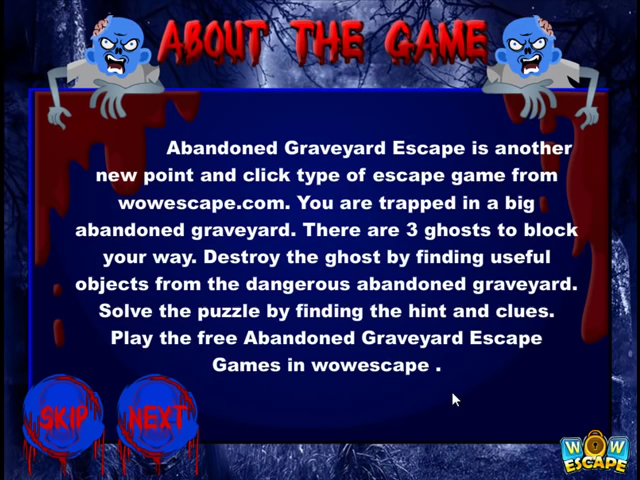 ABOUT THE GAME
Abandoned Graveyard Escape is another
new point and click type of escape game from
wowescape.com. You are trapped in a big
abandoned graveyard. There are 3 ghosts to block
your way. Destroy the ghost by finding useful
objects from the dangerous abandoned graveyard.
Solve the puzzle by finding the hint and clues.
Play the free Abandoned Graveyard Escape
Games in wowescape .
SKIP
NEXT
WOW
ESCAPE